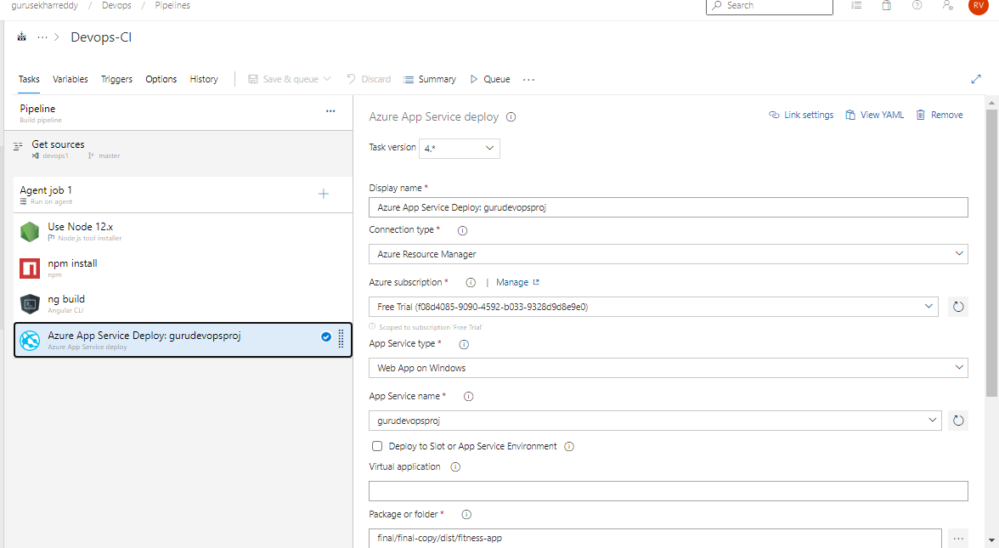 gurusekharreddy / Devops / Pipelines
Search
RV
··· > Devops-CI
Tasks Variables Triggers Options History Save & queue Discard Summary Queue ···
Pipeline
Build pipeline
Get sources
devops1 master
Agent job 1
Run on agent
Use Node 12.x
Node.js tool installer
npm install
npm
ng build
Angular CLI
Azure App Service Deploy: gurudevopsproj
Azure App Service deploy
Azure App Service deploy
Link settings View YAML Remove
Task version 4.*
Display name *
Azure App Service Deploy: gurudevopsproj
Connection type *
Azure Resource Manager
Azure subscription * | Manage
Free Trial (f08d4085-9090-4592-b033-9328d9d8e9e0)
Scoped to subscription 'Free Trial'
App Service type *
Web App on Windows
App Service name *
gurudevopsproj
Deploy to Slot or App Service Environment
Virtual application
Package or folder *
final/final-copy/dist/fitness-app